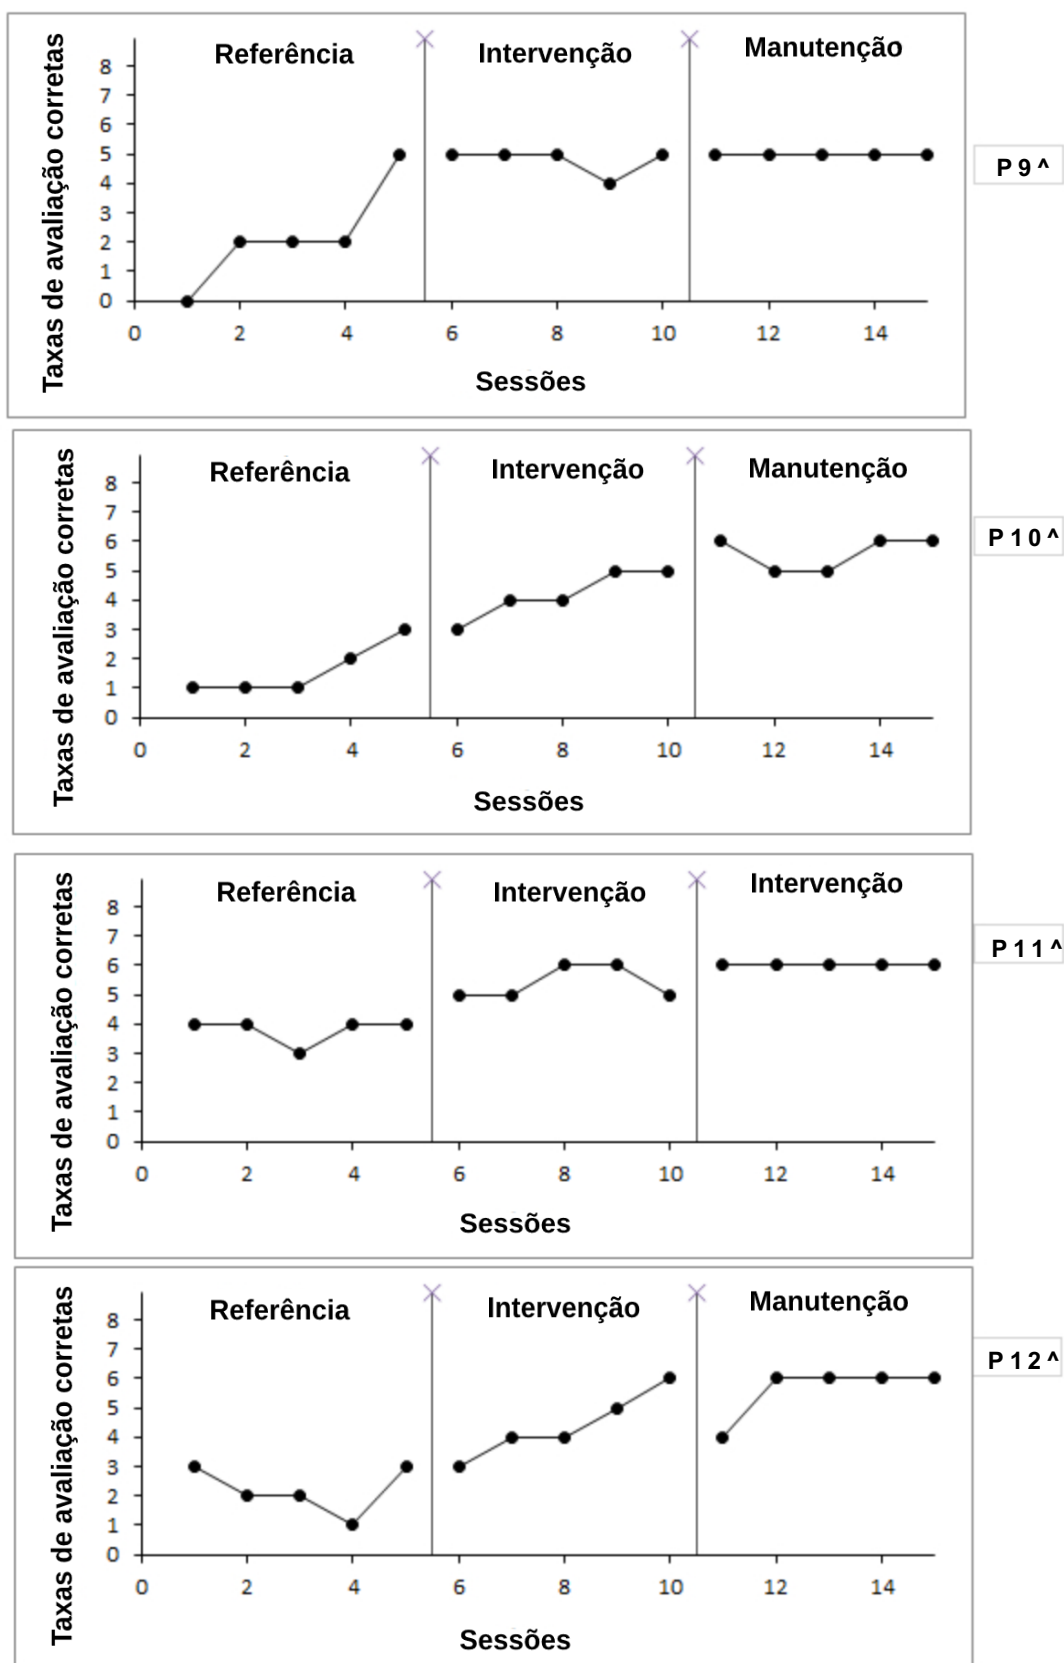 Referência Intervenção Manutenção
Taxas de avaliação corretas
8
7
6
5
4
3
2
1
0
0 2 4 6 8 10 12 14
Sessões
P 9 ^
Referência Intervenção Manutenção
Taxas de avaliação corretas
8
7
6
5
4
3
2
1
0
0 2 4 6 8 10 12 14
Sessões
P 1 0 ^
Referência Intervenção Intervenção
Taxas de avaliação corretas
8
7
6
5
4
3
2
1
0
0 2 4 6 8 10 12 14
Sessões
P 1 1 ^
Referência Intervenção Manutenção
Taxas de avaliação corretas
8
7
6
5
4
3
2
1
0
0 2 4 6 8 10 12 14
Sessões
P 1 2 ^